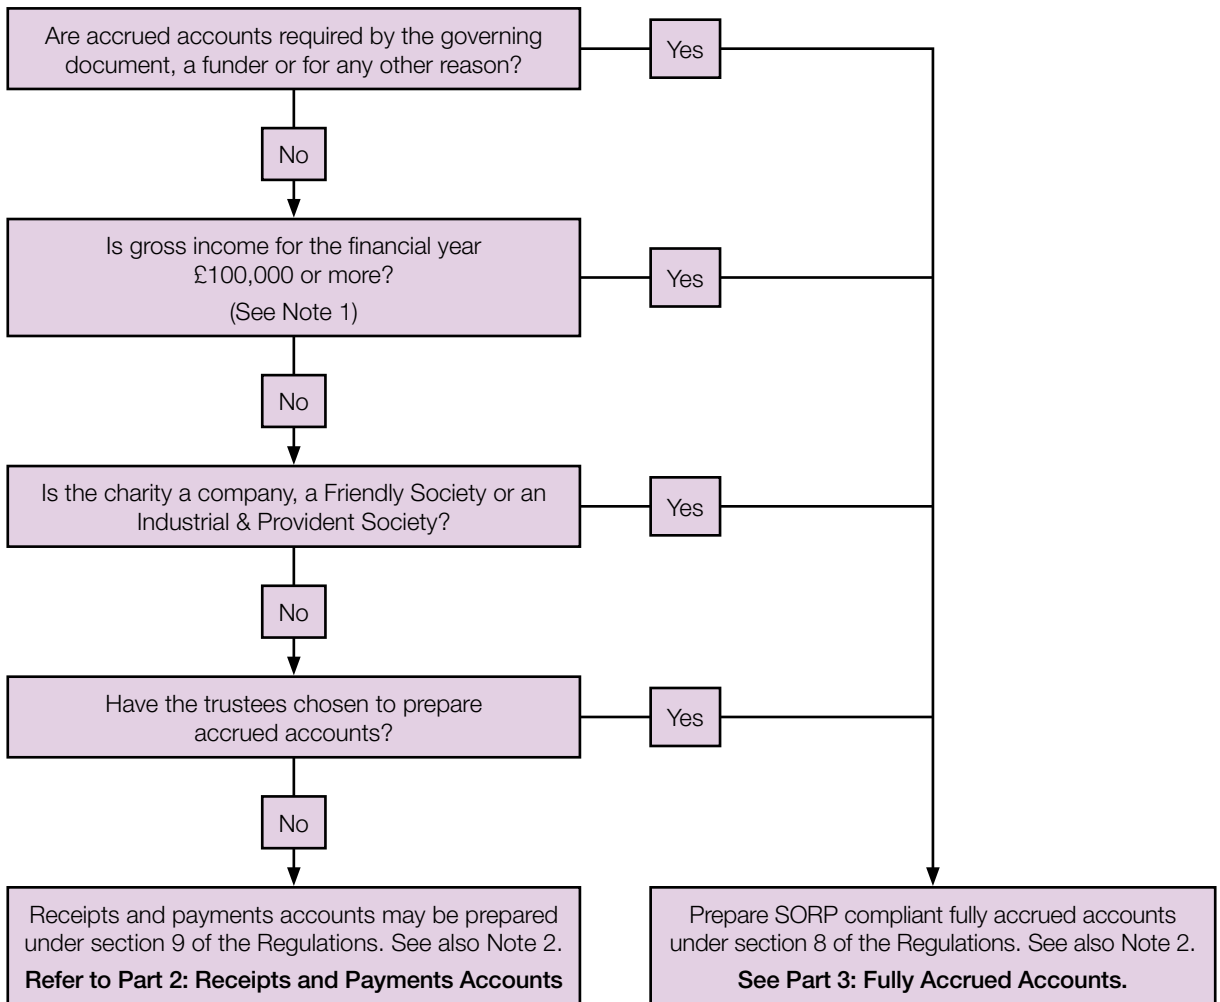 Are accrued accounts required by the governing
document, a funder or for any other reason?
Yes
No
Is gross income for the financial year
£100,000 or more?
(See Note 1)
Yes
No
Is the charity a company, a Friendly Society or an
Industrial & Provident Society?
Yes
No
Have the trustees chosen to prepare
accrued accounts?
Yes
No
Receipts and payments accounts may be prepared
under section 9 of the Regulations. See also Note 2.
Refer to Part 2: Receipts and Payments Accounts
Prepare SORP compliant fully accrued accounts
under section 8 of the Regulations. See also Note 2.
See Part 3: Fully Accrued Accounts.